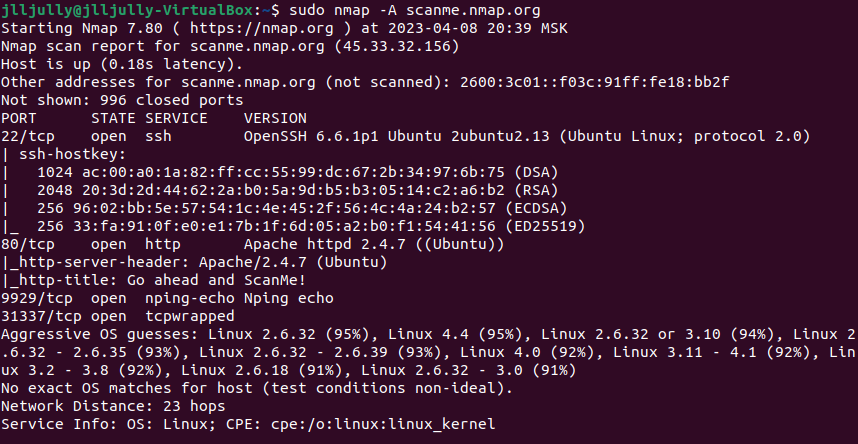 jlljully@jlljully-VirtualBox:~$ sudo nmap -A scanme.nmap.org
Starting Nmap 7.80 ( https://nmap.org ) at 2023-04-08 20:39 MSK
Nmap scan report for scanme.nmap.org (45.33.32.156)
Host is up (0.18s latency).
Other addresses for scanme.nmap.org (not scanned): 2600:3c01::f03c:91ff:fe18:bb2f
Not shown: 996 closed ports
PORT      STATE SERVICE    VERSION
22/tcp    open  ssh        OpenSSH 6.6.1p1 Ubuntu 2ubuntu2.13 (Ubuntu Linux; protocol 2.0)
| ssh-hostkey:
|   1024 ac:00:a0:1a:82:ff:cc:55:99:dc:67:2b:34:97:6b:75 (DSA)
|   2048 20:3d:2d:44:62:2a:b0:5a:9d:b5:b3:05:14:c2:a6:b2 (RSA)
|   256 96:02:bb:5e:57:54:1c:4e:45:2f:56:4c:4a:24:b2:57 (ECDSA)
|_  256 33:fa:91:0f:e0:e1:7b:1f:6d:05:a2:b0:f1:54:41:56 (ED25519)
80/tcp    open  http       Apache httpd 2.4.7 ((Ubuntu))
|_http-server-header: Apache/2.4.7 (Ubuntu)
|_http-title: Go ahead and ScanMe!
9929/tcp  open  nping-echo Nping echo
31337/tcp open  tcpwrapped
Aggressive OS guesses: Linux 2.6.32 (95%), Linux 4.4 (95%), Linux 2.6.32 or 3.10 (94%), Linux 2
.6.32 - 2.6.35 (93%), Linux 2.6.32 - 2.6.39 (93%), Linux 4.0 (92%), Linux 3.11 - 4.1 (92%), Lin
ux 3.2 - 3.8 (92%), Linux 2.6.18 (91%), Linux 2.6.32 - 3.0 (91%)
No exact OS matches for host (test conditions non-ideal).
Network Distance: 23 hops
Service Info: OS: Linux; CPE: cpe:/o:linux:linux_kernel